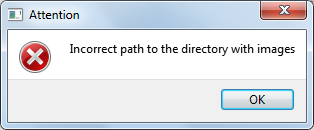 Attention
Incorrect path to the directory with images
OK